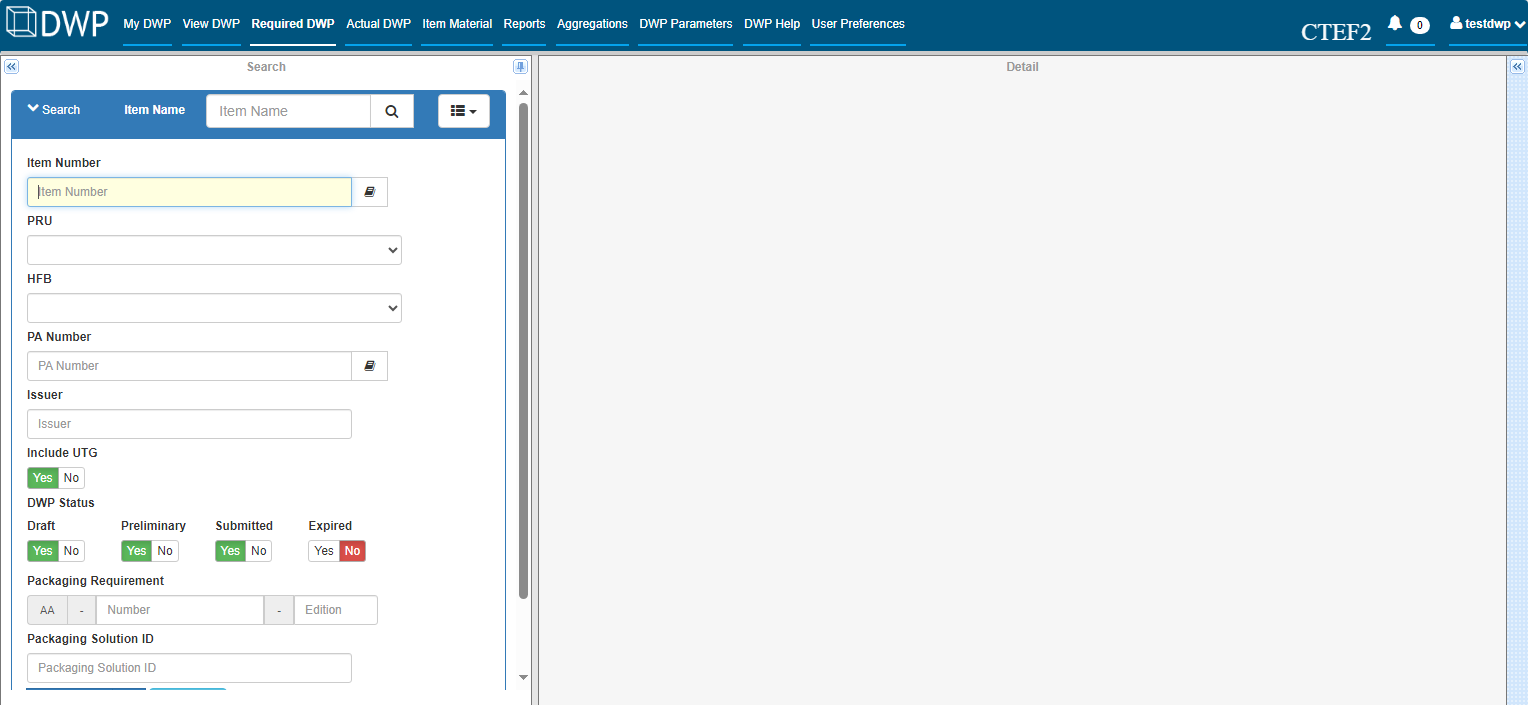 DWP My DWP View DWP Required DWP Actual DWP Item Material Reports Aggregations DWP Parameters DWP Help User Preferences CTEF2 0 testdwp
Search Detail
Search Item Name Item Name
Item Number
Item Number
PRU
HFB
PA Number
PA Number
Issuer
Issuer
Include UTG
Yes No
DWP Status
Draft Preliminary Submitted Expired
Yes No Yes No Yes No Yes No
Packaging Requirement
AA - Number - Edition
Packaging Solution ID
Packaging Solution ID